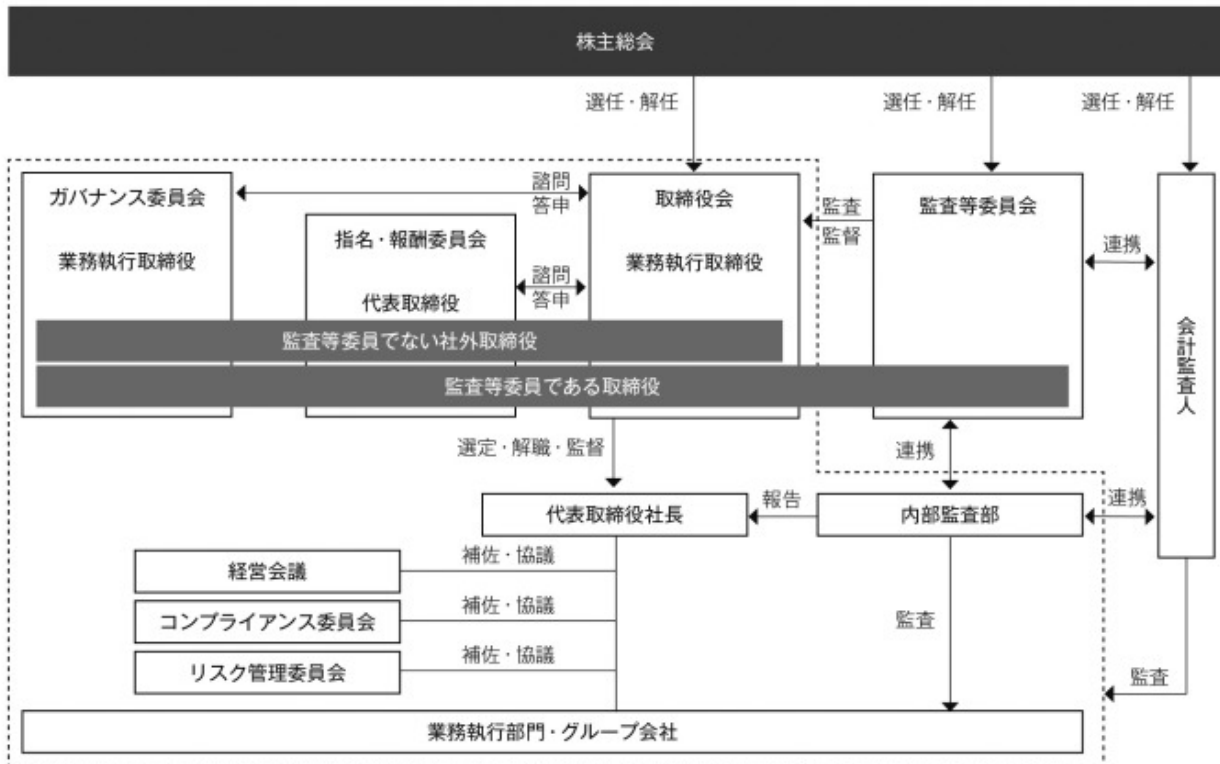 株主総会
選任・解任
選任・解任
選任・解任
ガバナンス委員会
業務執行取締役
諮問
答申
指名・報酬委員会
代表取締役
諮問
答申
取締役会
業務執行取締役
監査
監督
監査等委員会
連携
会計監査人
監査等委員でない社外取締役
監査等委員である取締役
選定・解職・監督
連携
代表取締役社長
報告
内部監査部
連携
経営会議
補佐・協議
コンプライアンス委員会
補佐・協議
リスク管理委員会
補佐・協議
監査
監査
業務執行部門・グループ会社